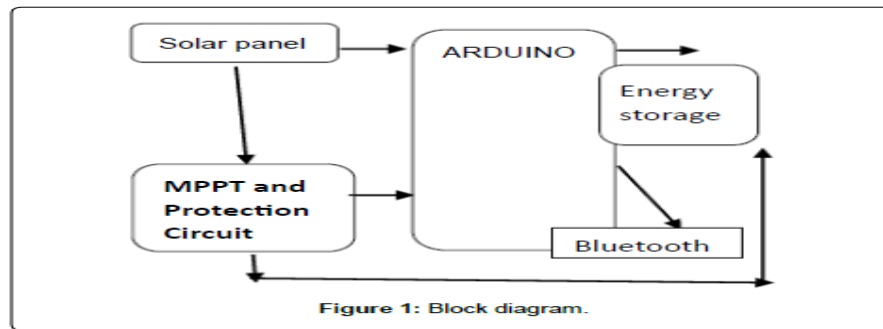 Solar panel
ARDUINO
Energy
storage
MPPT and
Protection
Circuit
Bluetooth
Figure 1: Block diagram.